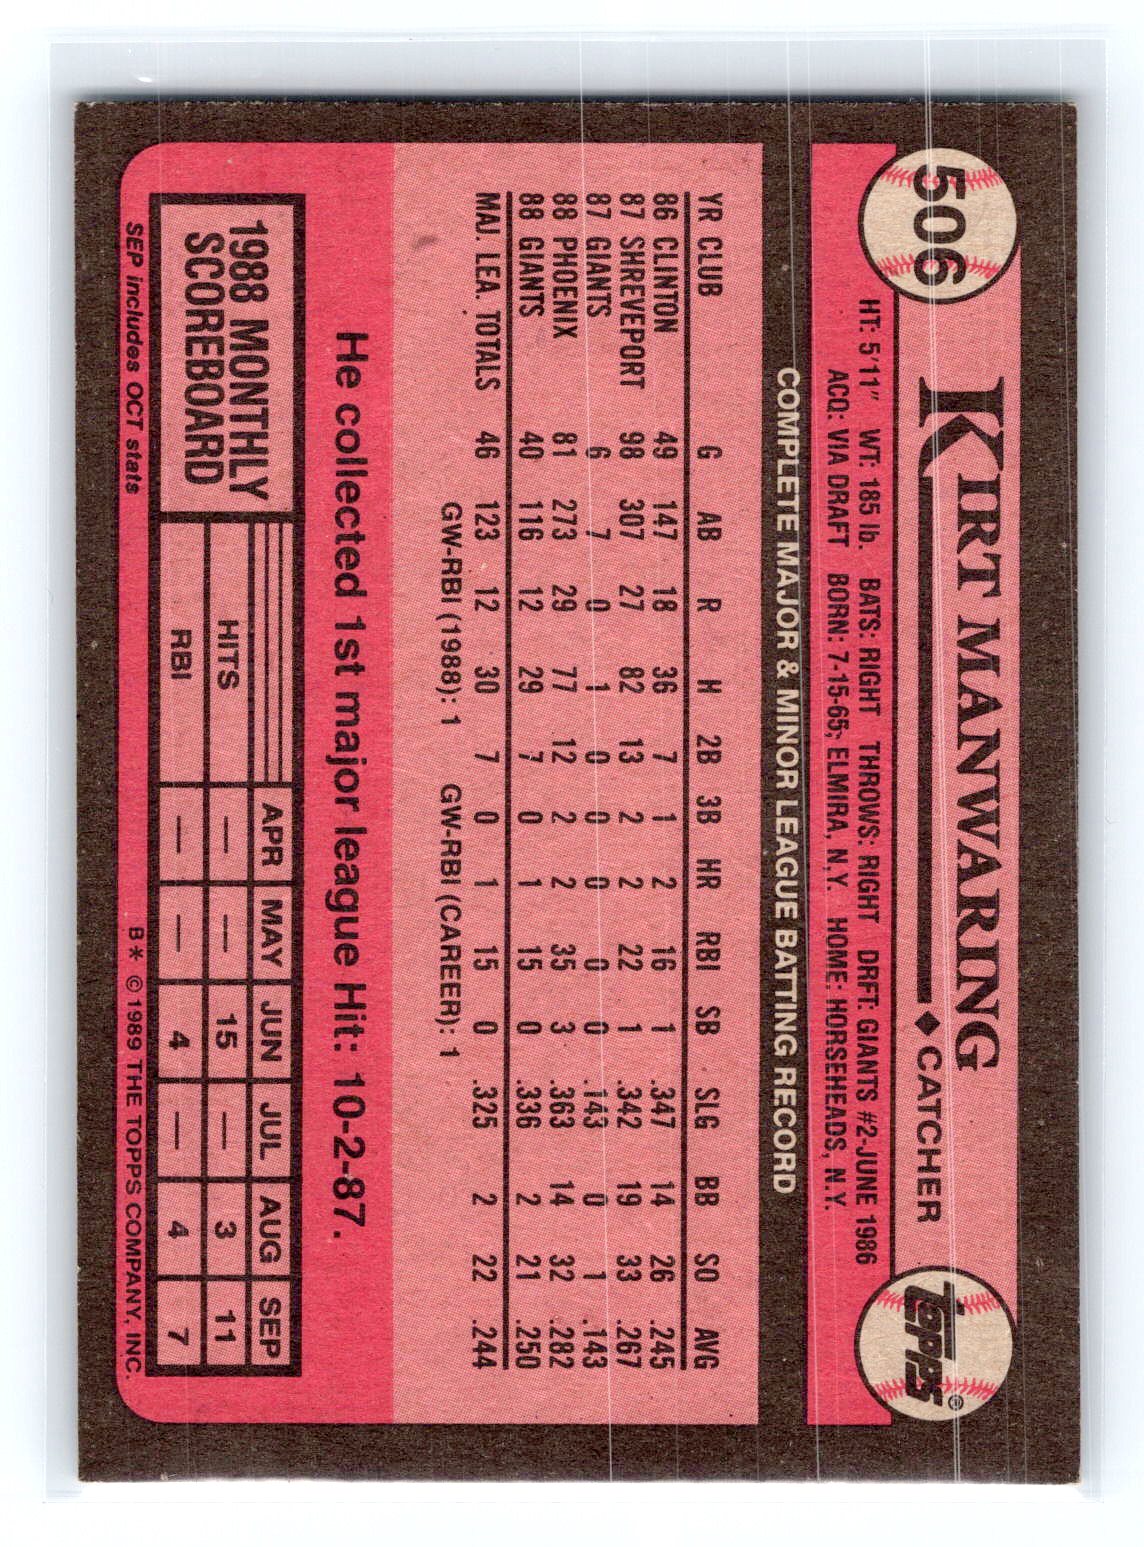 506
KIRT MANWARING ♦ CATCHER
Topps®
HT: 5'11" WT: 185 lb. BATS: RIGHT THROWS: RIGHT DRFT: GIANTS #2-JUNE 1986
ACQ: VIA DRAFT BORN: 7-15-65, ELMIRA, N.Y. HOME: HORSEHEADS, N.Y.
COMPLETE MAJOR & MINOR LEAGUE BATTING RECORD
YR CLUB G AB R H 2B 3B HR RBI SB SLG BB SO AVG
86 CLINTON 49 147 18 36 7 1 2 16 1 .347 14 26 .245
87 SHREVEPORT 98 307 27 82 13 2 2 22 1 .342 19 33 .267
87 GIANTS 6 7 0 1 0 0 0 0 0 .143 0 1 .143
88 PHOENIX 81 273 29 77 12 2 2 35 3 .363 14 32 .282
88 GIANTS 40 116 12 29 7 0 1 15 0 .336 2 21 .250
MAJ. LEA. TOTALS 46 123 12 30 7 0 1 15 0 .325 2 22 .244
GW-RBI (1988): 1 GW-RBI (CAREER): 1
He collected 1st major league Hit: 10-2-87.
1988 MONTHLY
SCOREBOARD
APR MAY JUN JUL AUG SEP
HITS — — 15 — 3 11
RBI — — 4 — 4 7
SEP includes OCT stats
B* © 1989 THE TOPPS COMPANY, INC.